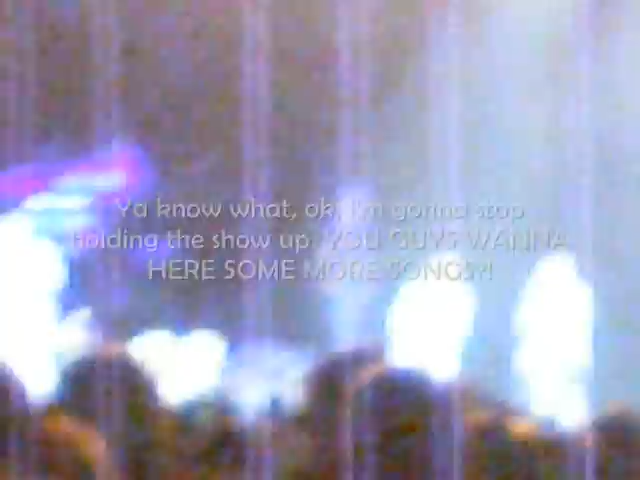 Ya know what, ok, I'm gonna stop
holding the show up. YOU GUYS WANNA
HERE SOME MORE SONGS?!